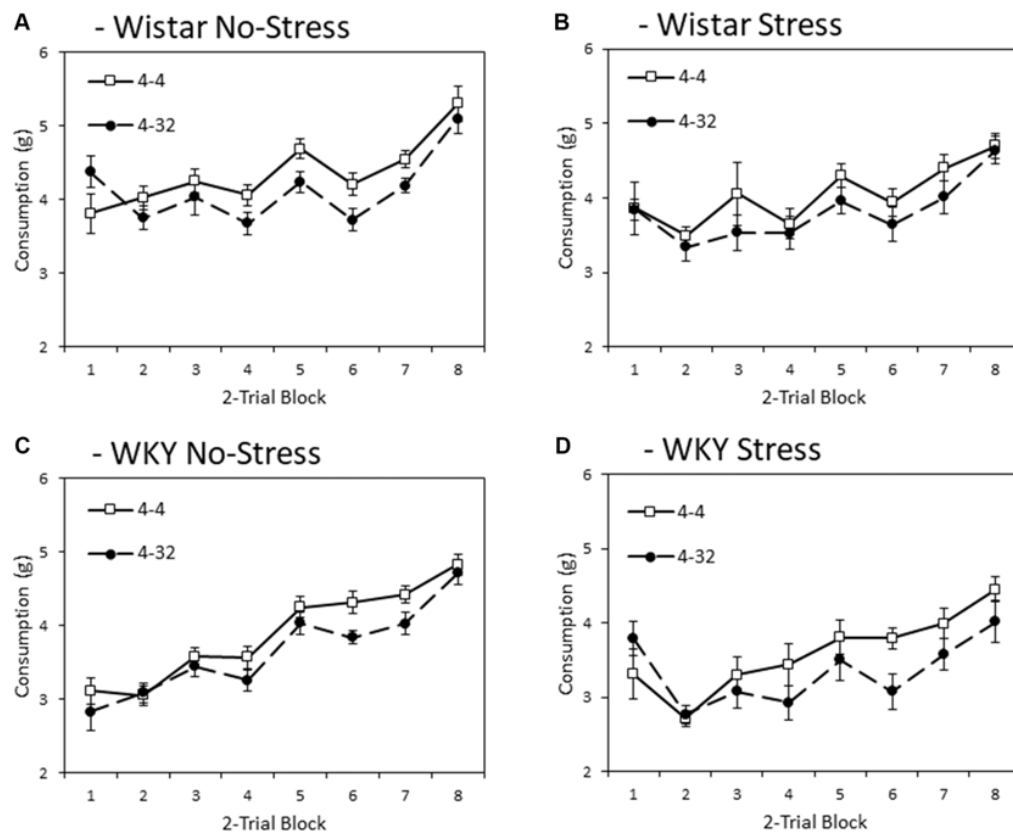 A
- Wistar No-Stress
6
5
4
3
2
Consumption (g)
4-4
4-32
1 2 3 4 5 6 7 8
2-Trial Block
B
- Wistar Stress
6
5
4
3
2
Consumption (g)
4-4
4-32
1 2 3 4 5 6 7 8
2-Trial Block
C
- WKY No-Stress
6
5
4
3
2
Consumption (g)
4-4
4-32
1 2 3 4 5 6 7 8
2-Trial Block
D
- WKY Stress
6
5
4
3
2
Consumption (g)
4-4
4-32
1 2 3 4 5 6 7 8
2-Trial Block